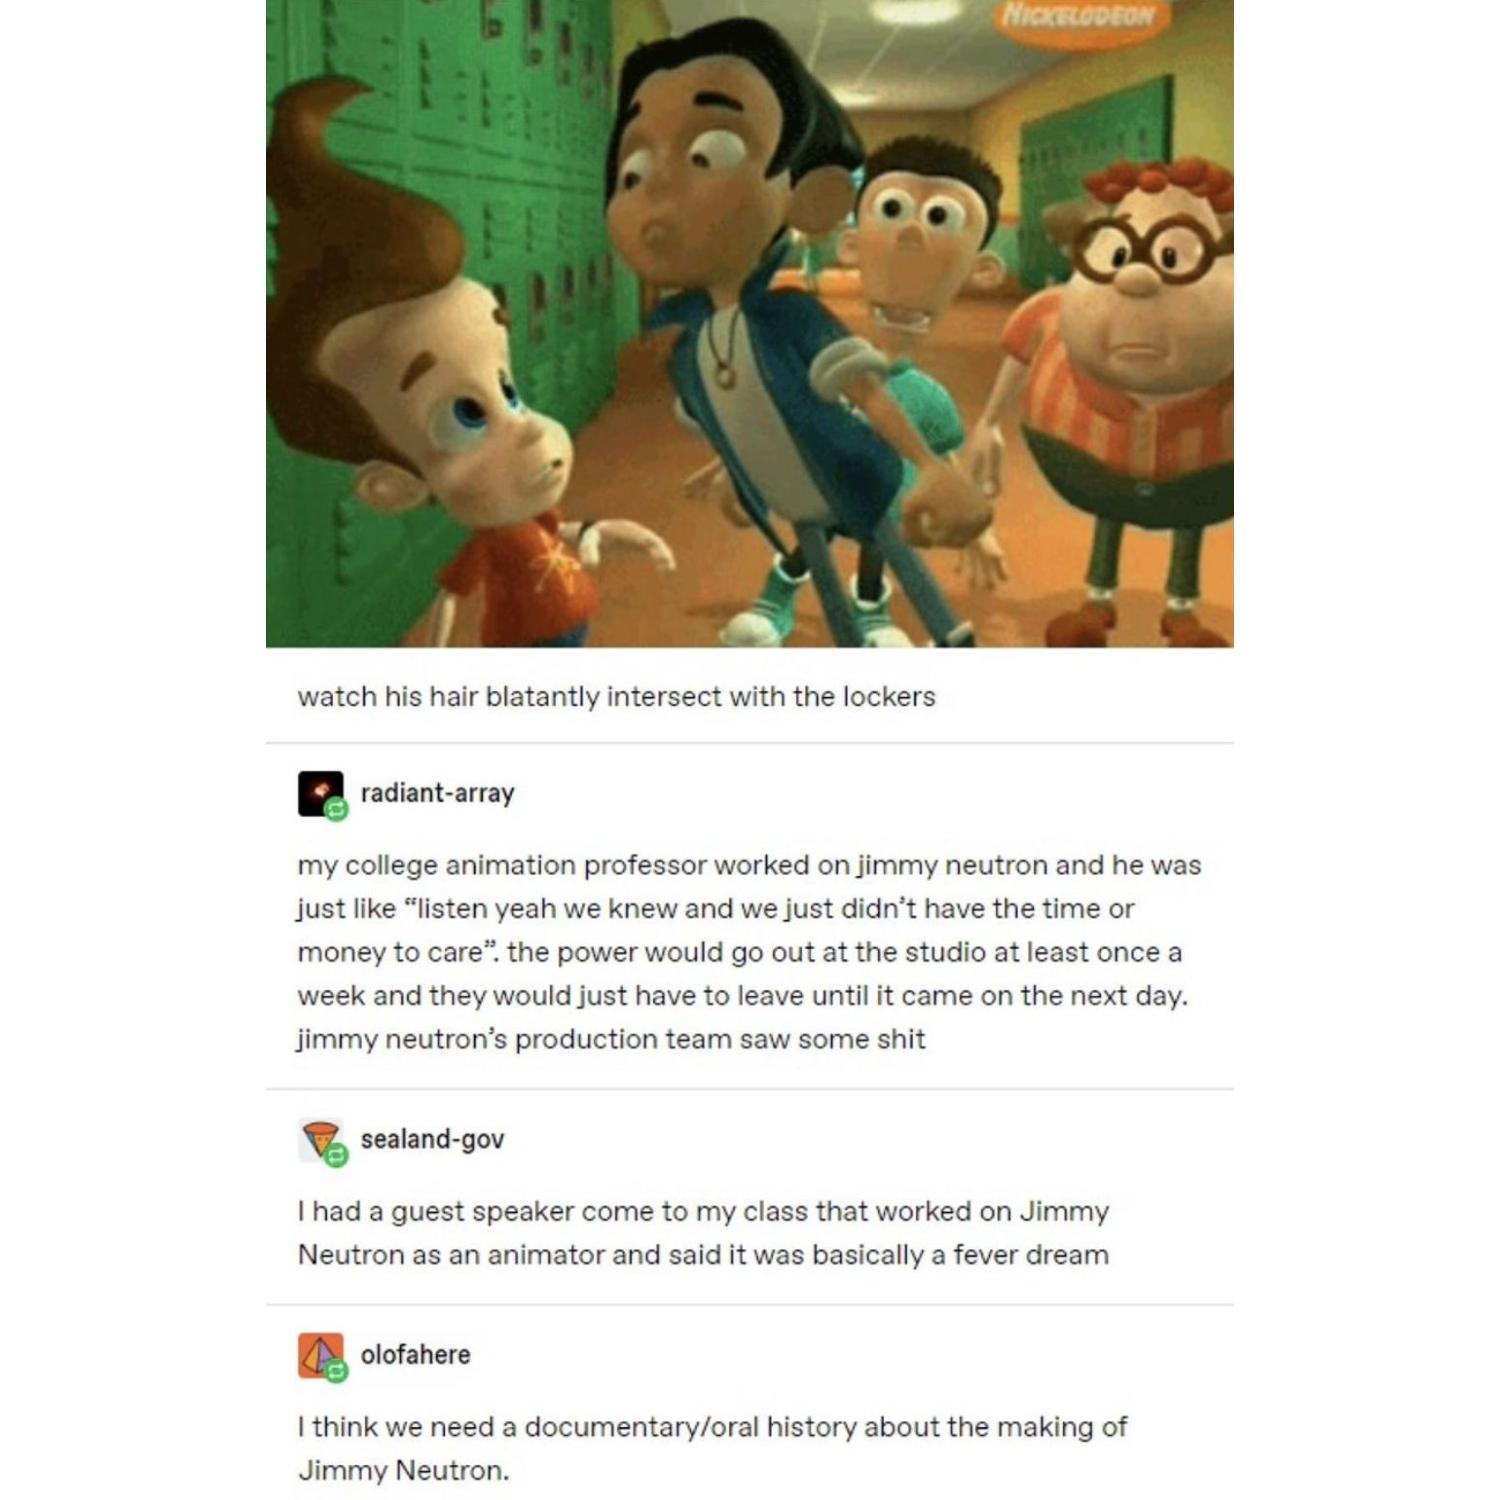 NICKELODEON
watch his hair blatantly intersect with the lockers
radiant-array
my college animation professor worked on jimmy neutron and he was
just like “listen yeah we knew and we just didn’t have the time or
money to care”. the power would go out at the studio at least once a
week and they would just have to leave until it came on the next day.
jimmy neutron’s production team saw some shit
sealand-gov
I had a guest speaker come to my class that worked on Jimmy
Neutron as an animator and said it was basically a fever dream
olofahere
I think we need a documentary/oral history about the making of
Jimmy Neutron.